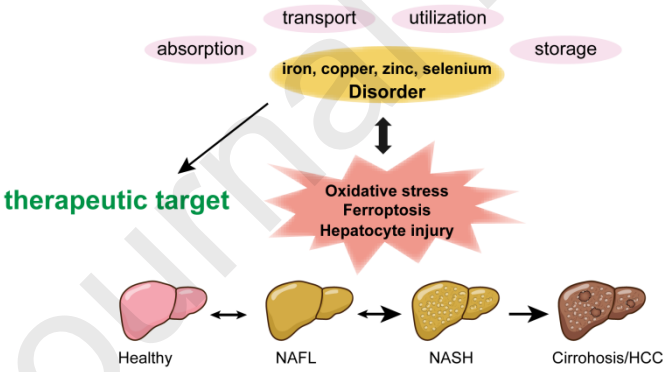 transport
utilization
absorption
storage
iron, copper, zinc, selenium
Disorder
therapeutic target
Oxidative stress
Ferroptosis
Hepatocyte injury
Healthy
NAFL
NASH
Cirrohosis/HCC